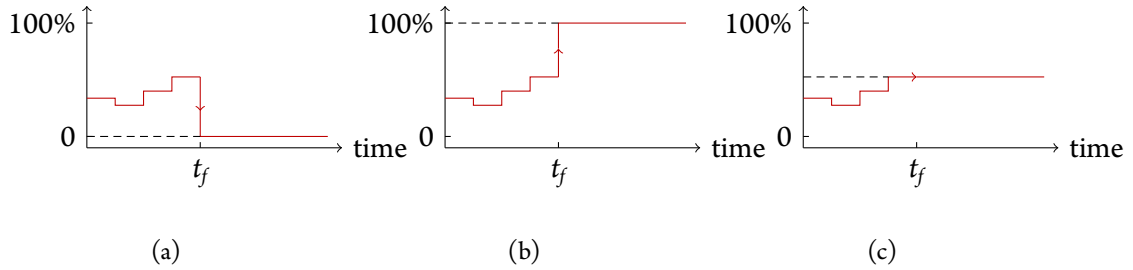 100% 100% 100%
0 time 0 time 0 time
t_f t_f t_f
(a) (b) (c)